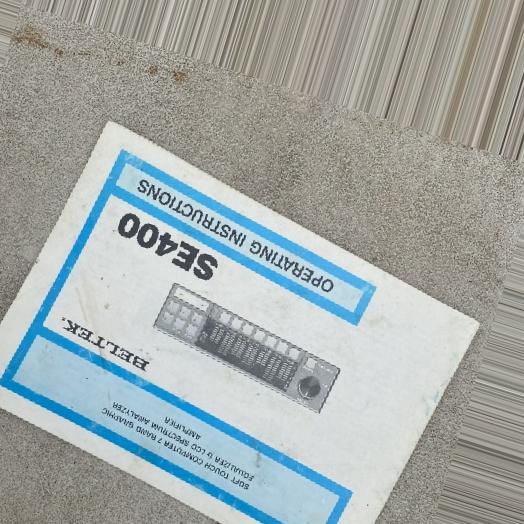 SOFT TOUCH COMPUTER 7 BAND GRAPHIC
EQUALIZER & LCD SPECTRUM ANALYZER
AMPLIFIER
BELTEK.
SE400
OPERATING INSTRUCTIONS